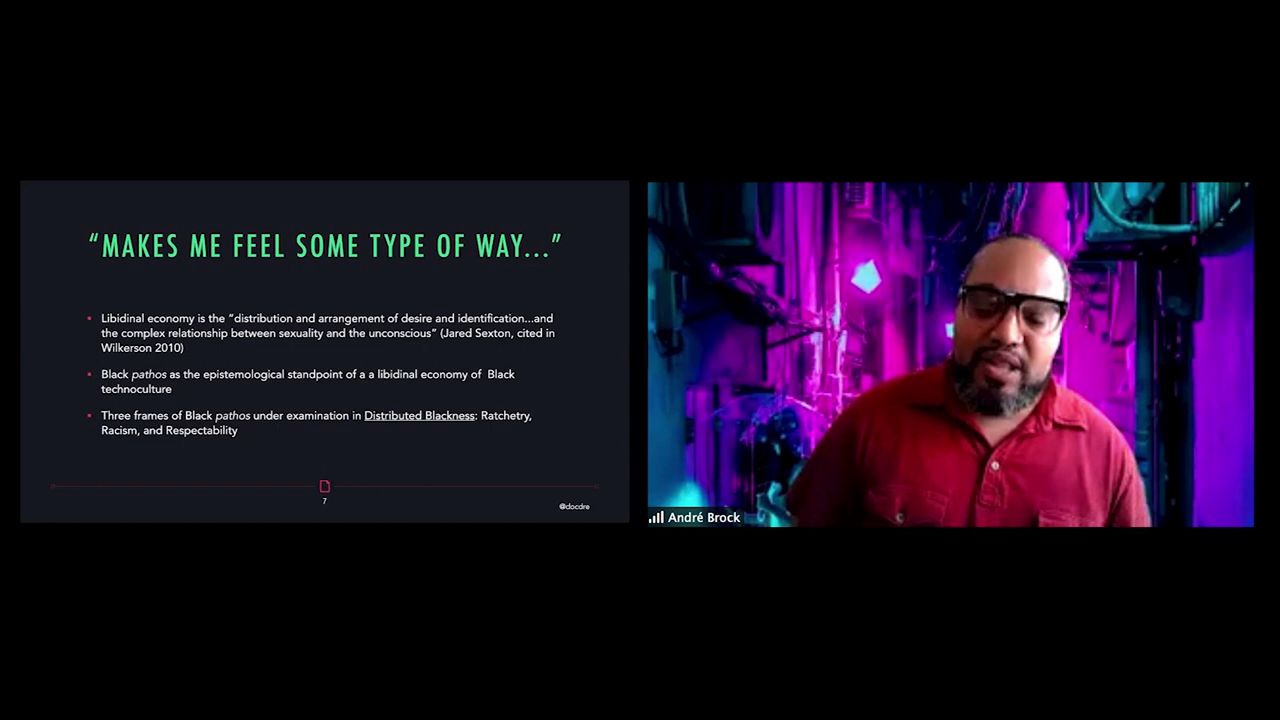 “MAKES ME FEEL SOME TYPE OF WAY...”
Libidinal economy is the “distribution and arrangement of desire and identification...and
the complex relationship between sexuality and the unconscious” (Jared Sexton, cited in
Wilkerson 2010)
Black pathos as the epistemological standpoint of a a libidinal economy of Black
technoculture
Three frames of Black pathos under examination in Distributed Blackness: Ratchetry,
Racism, and Respectability
7
@docdre
André Brock